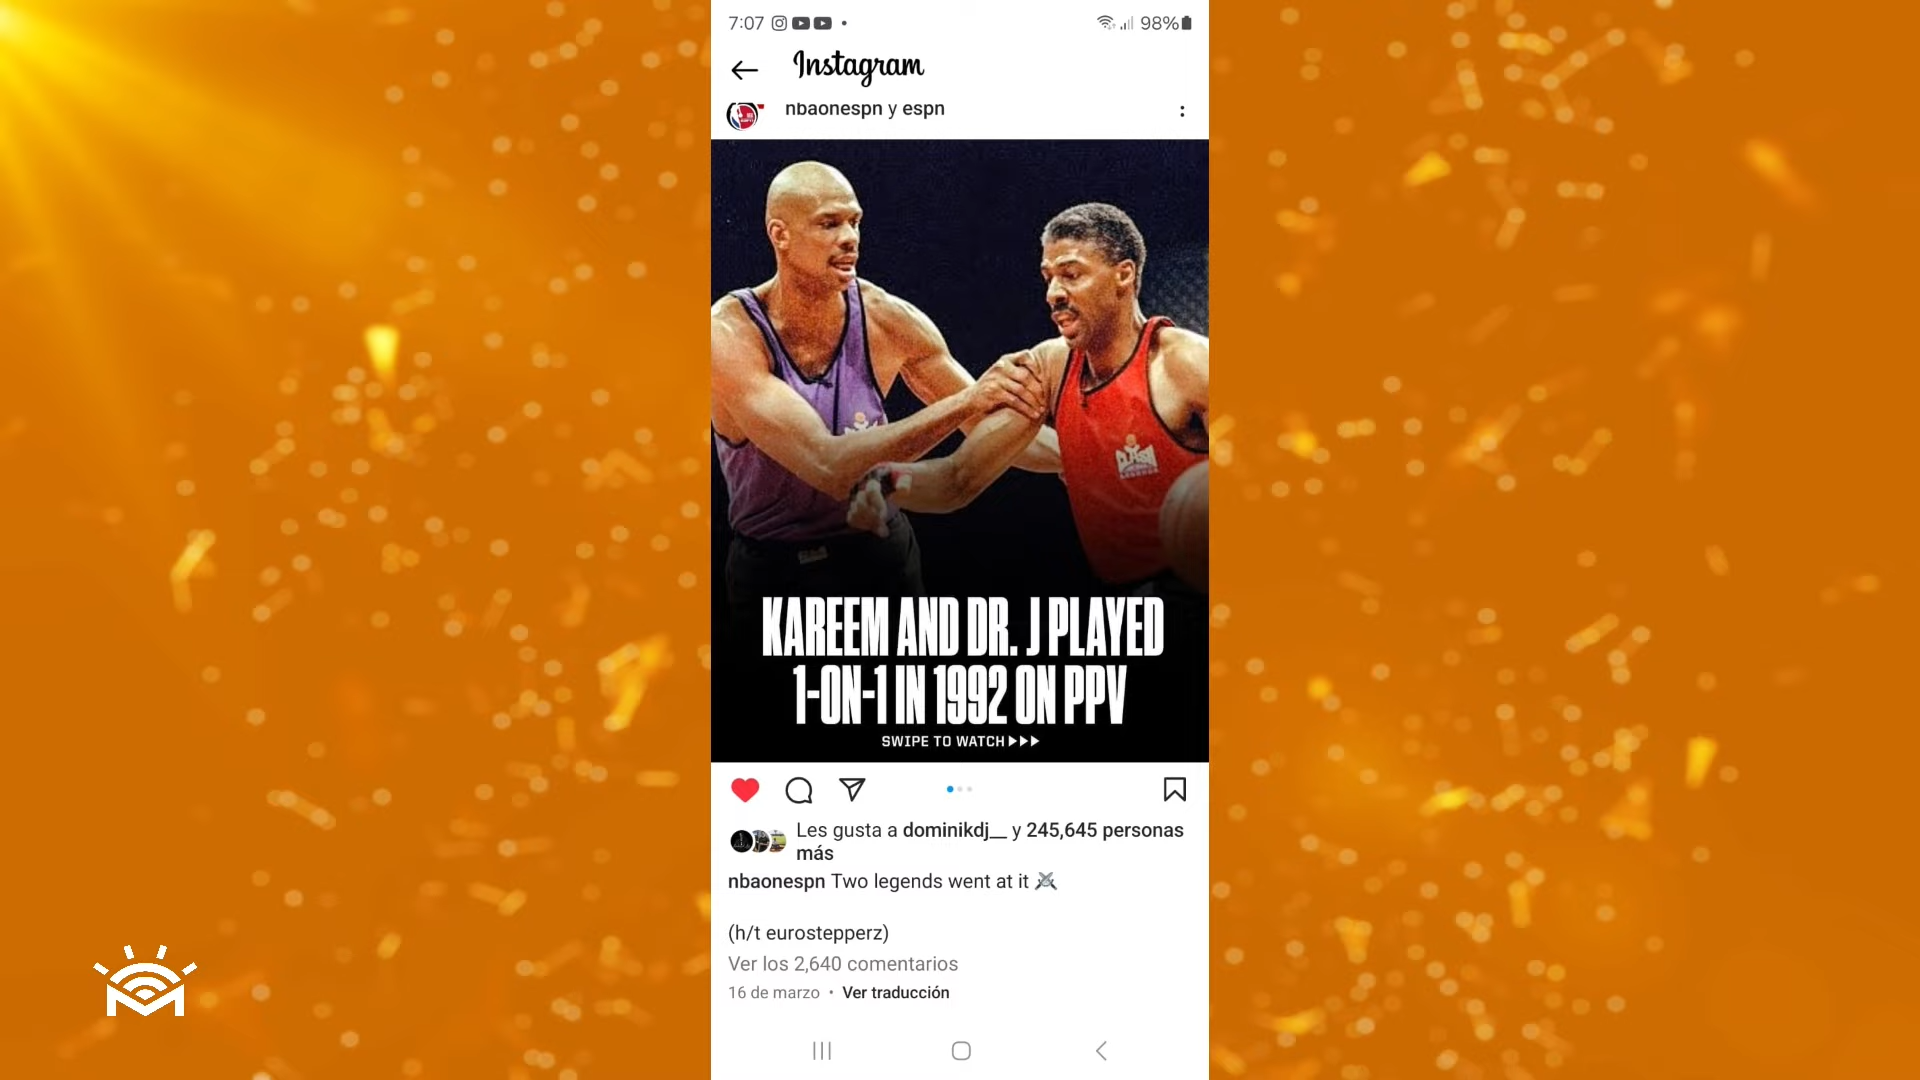 7:07
98%
Instagram
nbaonespn y espn
CLASH
KAREEM AND DR. J PLAYED
1-ON-1 IN 1992 ON PPV
SWIPE TO WATCH
Les gusta a dominikdj__ y 245,645 personas
más
nbaonespn Two legends went at it ⚔️
(h/t eurostepperz)
Ver los 2,640 comentarios
16 de marzo • Ver traducción